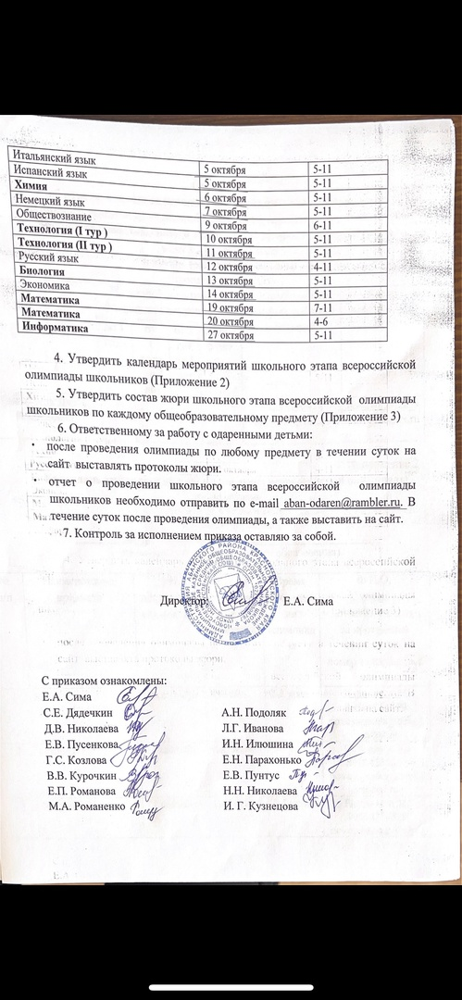 Итальянский язык 5 октября 5-11
Испанский язык 5 октября 5-11
Химия 6 октября 5-11
Немецкий язык 7 октября 5-11
Обществознание 9 октября 6-11
Технология (I тур ) 10 октября 5-11
Технология (II тур ) 11 октября 5-11
Русский язык 12 октября 4-11
Биология 13 октября 5-11
Экономика 14 октября 5-11
Математика 19 октября 7-11
Математика 20 октября 4-6
Информатика 27 октября 5-11
4. Утвердить календарь мероприятий школьного этапа всероссийской
олимпиады школьников (Приложение 2)
5. Утвердить состав жюри школьного этапа всероссийской олимпиады
школьников по каждому общеобразовательному предмету (Приложение 3)
6. Ответственному за работу с одаренными детьми:
· после проведения олимпиады по любому предмету в течении суток на
сайт выставлять протоколы жюри.
· отчет о проведении школьного этапа всероссийской олимпиады
школьников необходимо отправить по e-mail aban-odaren@rambler.ru. В
течение суток после проведения олимпиады, а также выставить на сайт.
7. Контроль за исполнением приказа оставляю за собой.
Директор: Е.А. Сима
С приказом ознакомлены:
Е.А. Сима
С.Е. Дядечкин А.Н. Подоляк
Д.В. Николаева Л.Г. Иванова
Е.В. Пусенкова И.Н. Илюшина
Г.С. Козлова Е.Н. Парахонько
В.В. Курочкин Е.В. Пунтус
Е.П. Романова Н.Н. Николаева
М.А. Романенко И. Г. Кузнецова